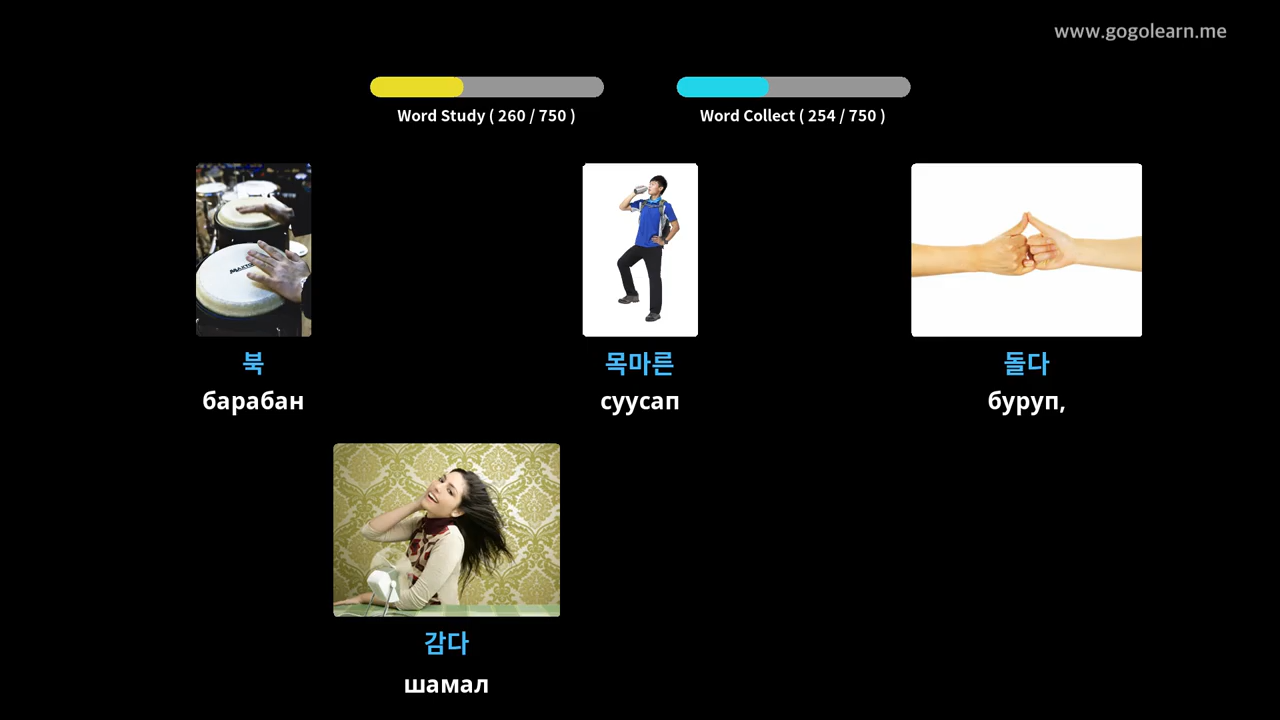 www.gogolearn.me
Word Study ( 260 / 750 )
Word Collect ( 254 / 750 )
북
барабан
목마른
суусап
돌다
буруп,
감다
шамал